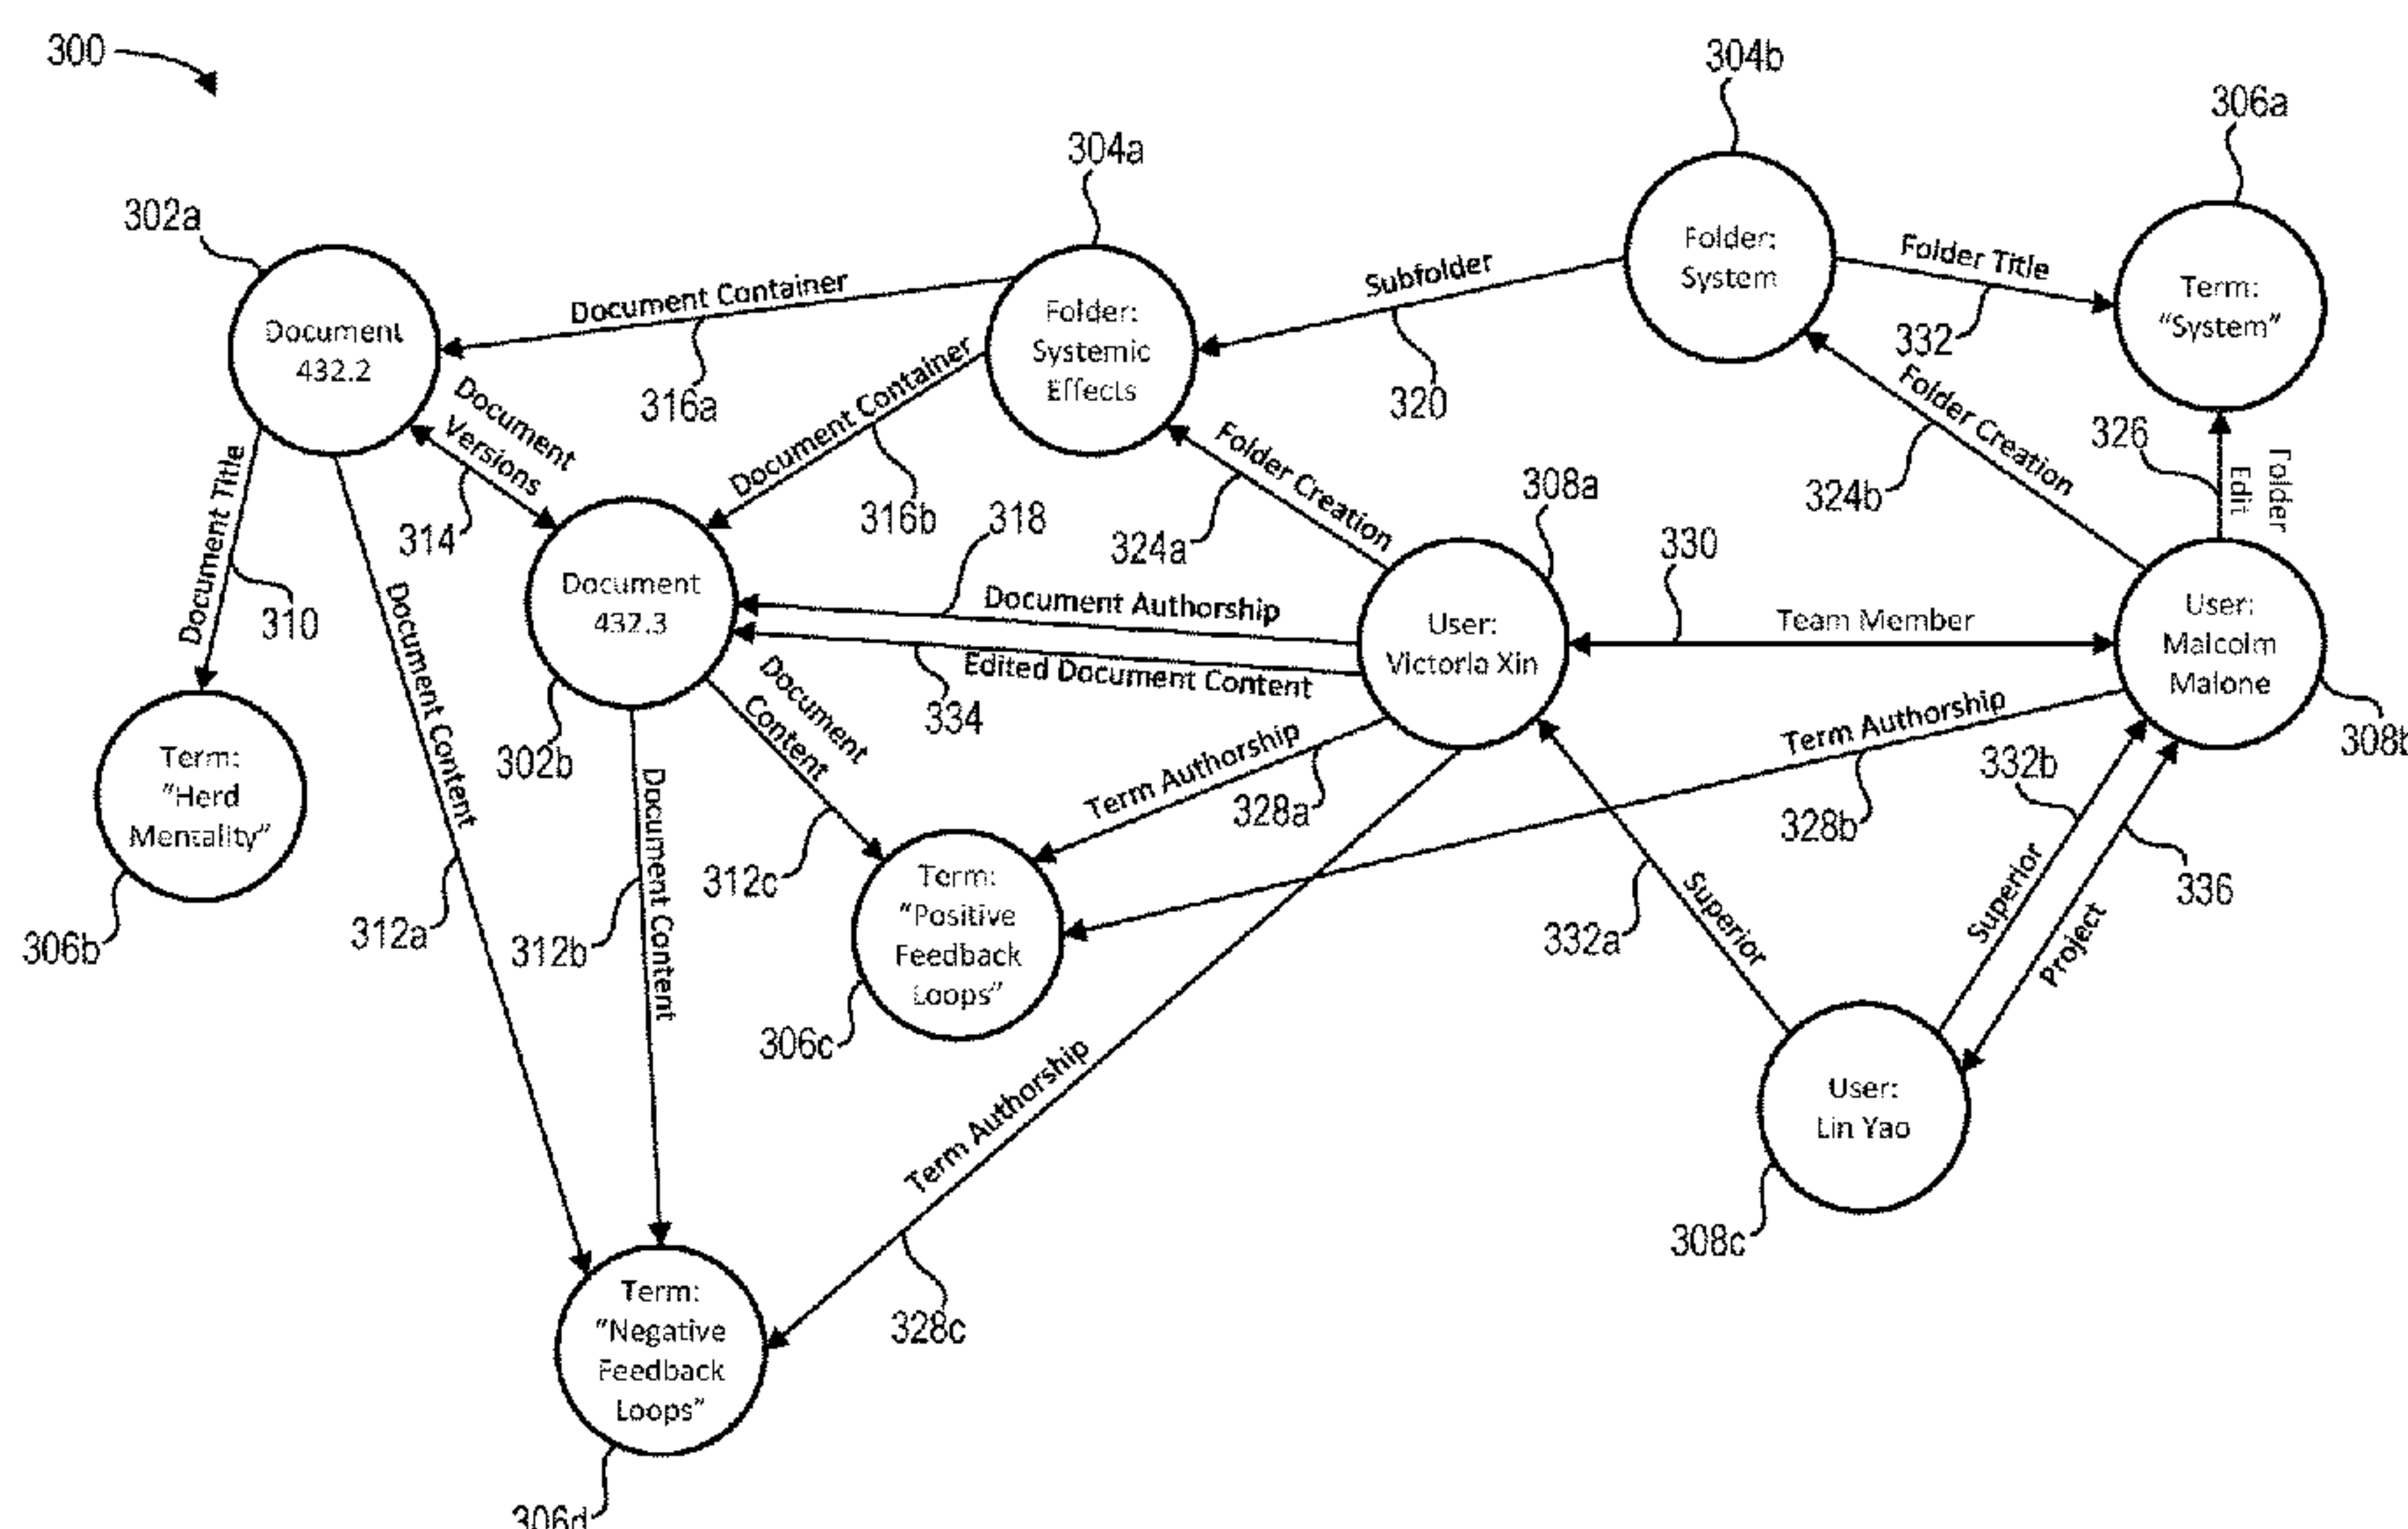 300
304b
306a
304a
302a
Folder:
System
Folder Title
Term:
"System"
Subfolder
Document Container
Folder:
Systemic
Effects
Document
432.2
332
316a
320
Document Container
Document
Versions
Folder Creation
326
Folder
Edit
Folder Creation
308a
324b
316b
318
314
324a
330
Document Title
310
Document Content
Document
432.3
Document Authorship
User:
Victoria Xin
Team Member
User:
Malcolm
Malone
Edited Document Content
334
Document
Content
302b
Term Authorship
328a
Term Authorship
328b
332b
308b
Term:
"Herd
Mentality"
Document Content
312c
Term:
"Positive
Feedback
Loops"
Superior
332a
Superior
Project
336
306b
312a
312b
306c
Term Authorship
User:
Lin Yao
308c
Term:
"Negative
Feedback
Loops"
328c
306d